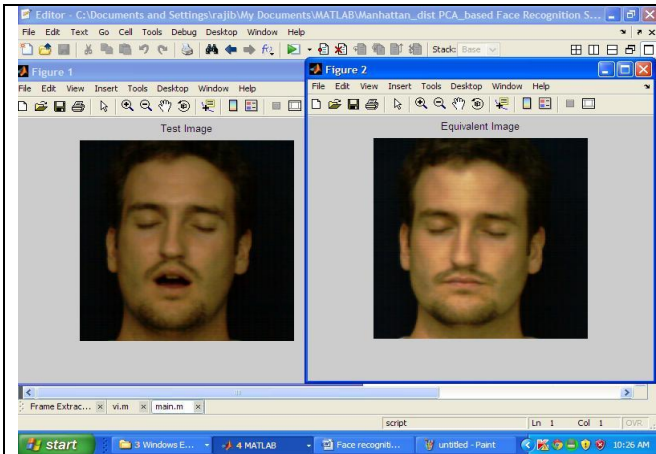 Editor - C:\Documents and Settings\rajib\My Documents\MATLAB\Manhattan_dist PCA_based Face Recognition S...
File Edit Text Go Cell Tools Debug Desktop Window Help
Stack: Base
Figure 1
File Edit View Insert Tools Desktop Window Help
Test Image
Figure 2
File Edit View Insert Tools Desktop Window Help
Equivalent Image
Frame Extrac... vi.m main.m
script Ln 1 Col 1 OVR
start 3 Windows E... 4 MATLAB Face recogniti... untitled - Paint 10:26 AM